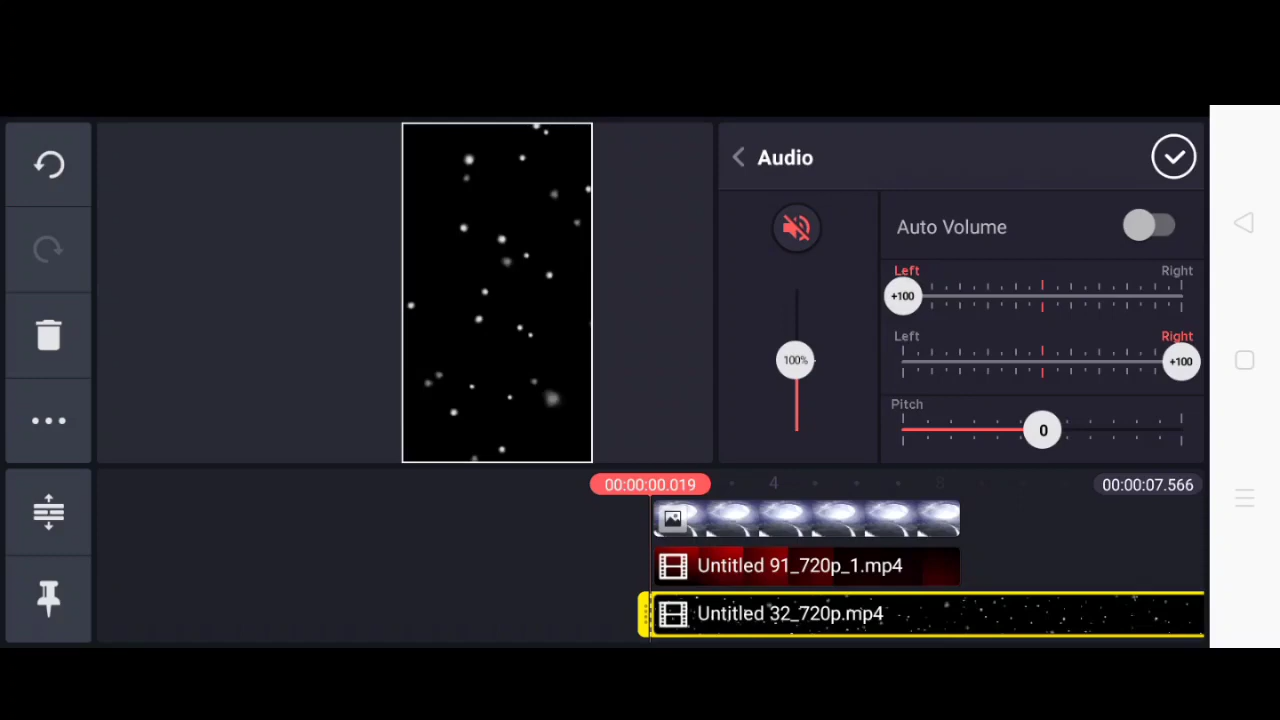 Audio
Auto Volume
Left Right
+100
100%
Left Right
+100
Pitch
0
00:00:00.019 4 8 00:00:07.566
Untitled 91_720p_1.mp4
Untitled 32_720p.mp4